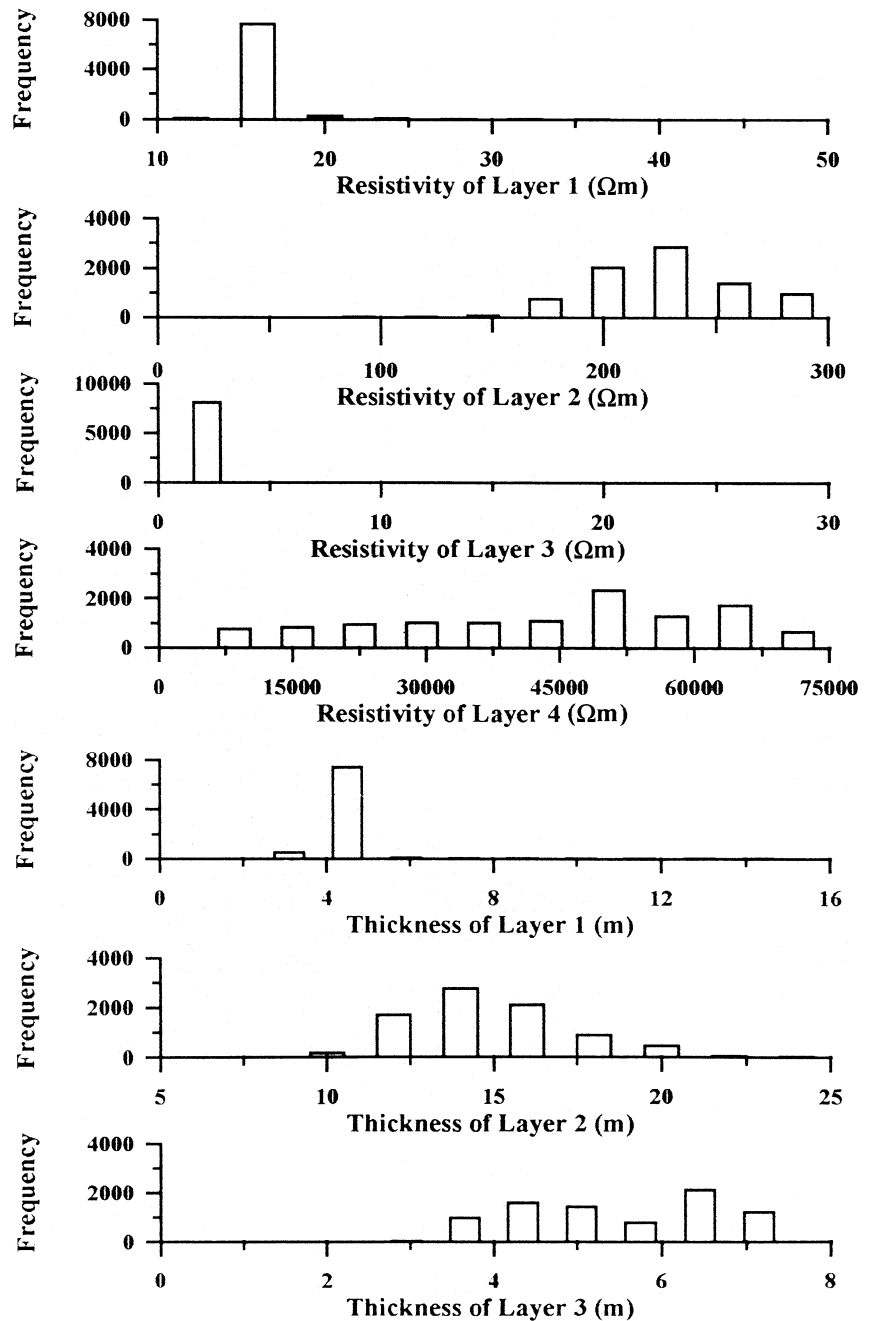 Frequency
8000
4000
0
10 20 30 40 50
Resistivity of Layer 1 (Ωm)
Frequency
4000
2000
0
0 100 200 300
Resistivity of Layer 2 (Ωm)
Frequency
10000
5000
0
0 10 20 30
Resistivity of Layer 3 (Ωm)
Frequency
4000
2000
0
0 15000 30000 45000 60000 75000
Resistivity of Layer 4 (Ωm)
Frequency
8000
4000
0
0 4 8 12 16
Thickness of Layer 1 (m)
Frequency
4000
2000
0
5 10 15 20 25
Thickness of Layer 2 (m)
Frequency
4000
2000
0
0 2 4 6 8
Thickness of Layer 3 (m)